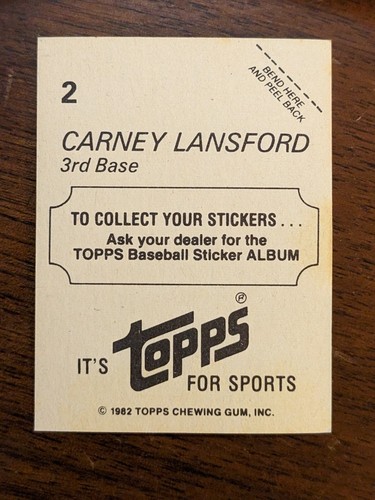 2
BEND HERE
AND PEEL BACK
CARNEY LANSFORD
3rd Base
TO COLLECT YOUR STICKERS . . .
Ask your dealer for the
TOPPS Baseball Sticker ALBUM
IT'S topps ®
FOR SPORTS
© 1982 TOPPS CHEWING GUM, INC.